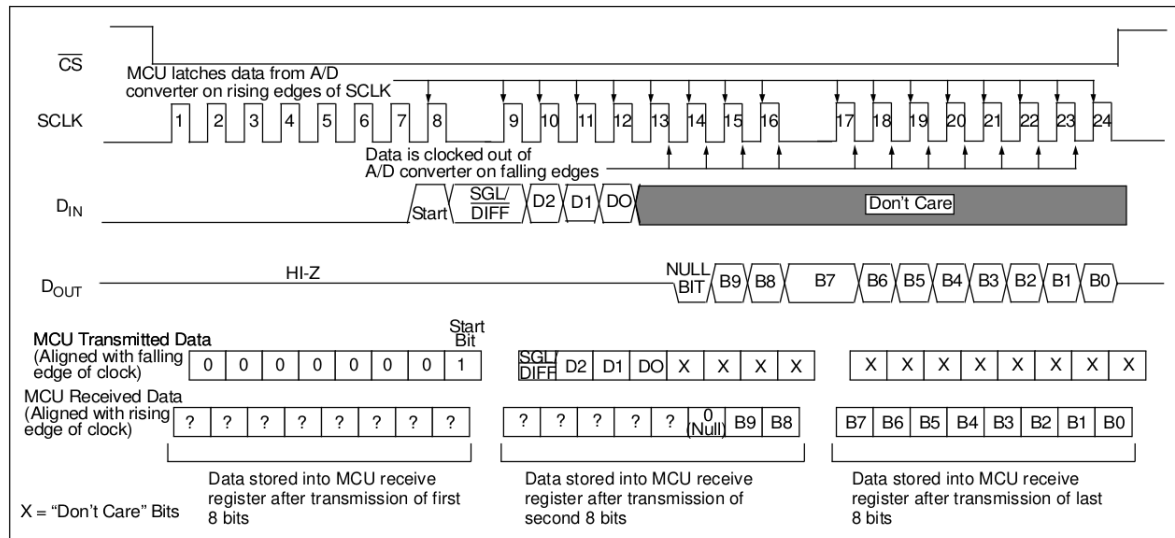 CS
MCU latches data from A/D
converter on rising edges of SCLK
SCLK
1 2 3 4 5 6 7 8 9 10 11 12 13 14 15 16 17 18 19 20 21 22 23 24
Data is clocked out of
A/D converter on falling edges
DIN
Start
SGL/
DIFF
D2 D1 DO
Don't Care
HI-Z
DOUT
NULL
BIT
B9 B8 B7 B6 B5 B4 B3 B2 B1 B0
Start
Bit
MCU Transmitted Data
(Aligned with falling
edge of clock)
0 0 0 0 0 0 0 1
SGL/
DIFF
D2 D1 DO X X X X
X X X X X X X X
MCU Received Data
(Aligned with rising
edge of clock)
? ? ? ? ? ? ? ?
? ? ? ? ? 0
(Null)
B9 B8
B7 B6 B5 B4 B3 B2 B1 B0
Data stored into MCU receive
register after transmission of first
8 bits
Data stored into MCU receive
register after transmission of
second 8 bits
Data stored into MCU receive
register after transmission of last
8 bits
X = “Don't Care” Bits